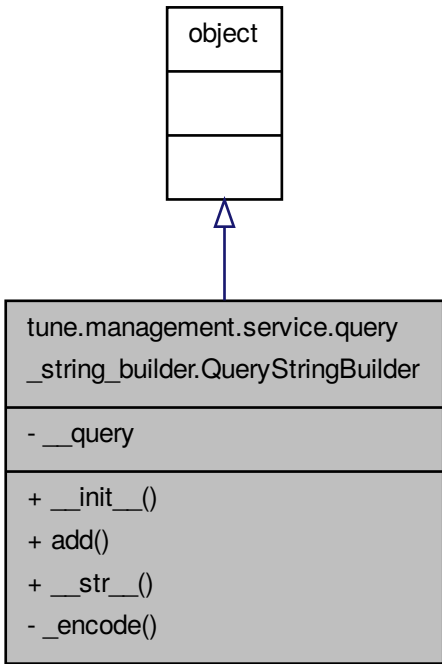 object
tune.management.service.query
_string_builder.QueryStringBuilder
- __query
+ __init__()
+ add()
+ __str__()
- _encode()